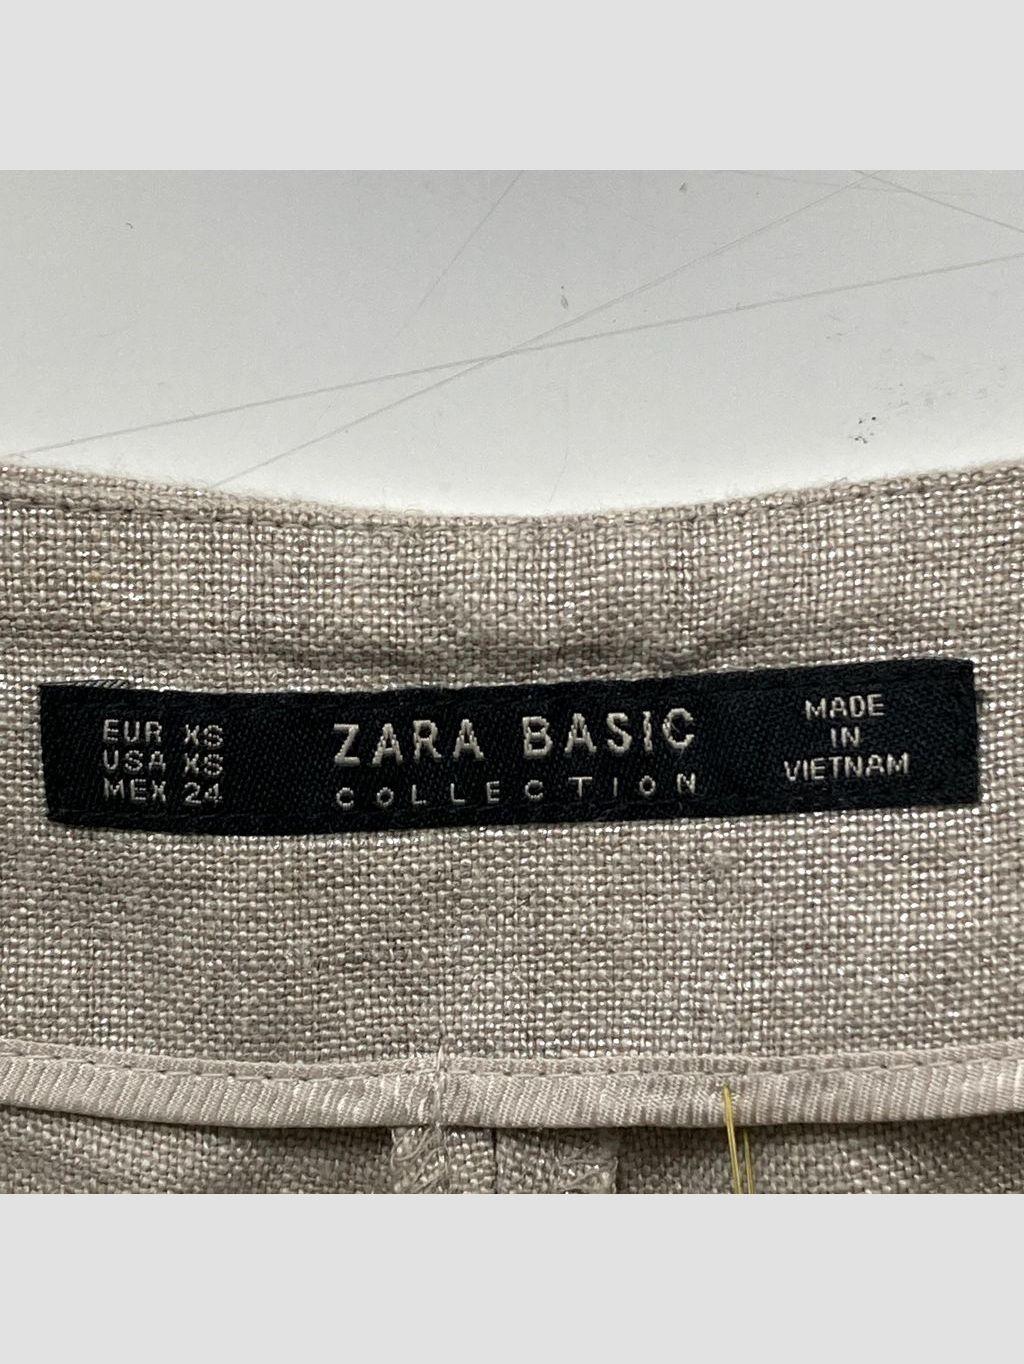 EUR XS
USA XS
MEX 24
ZARA BASIC
COLLECTION
MADE
IN
VIETNAM